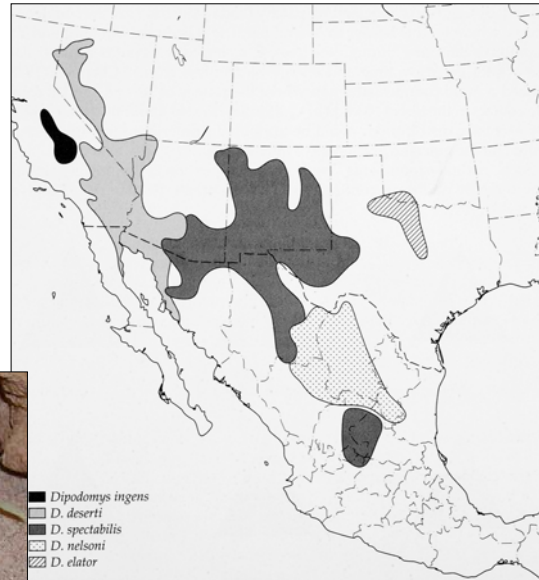 Dipodomys ingens
D. deserti
D. spectabilis
D. nelsoni
D. elator